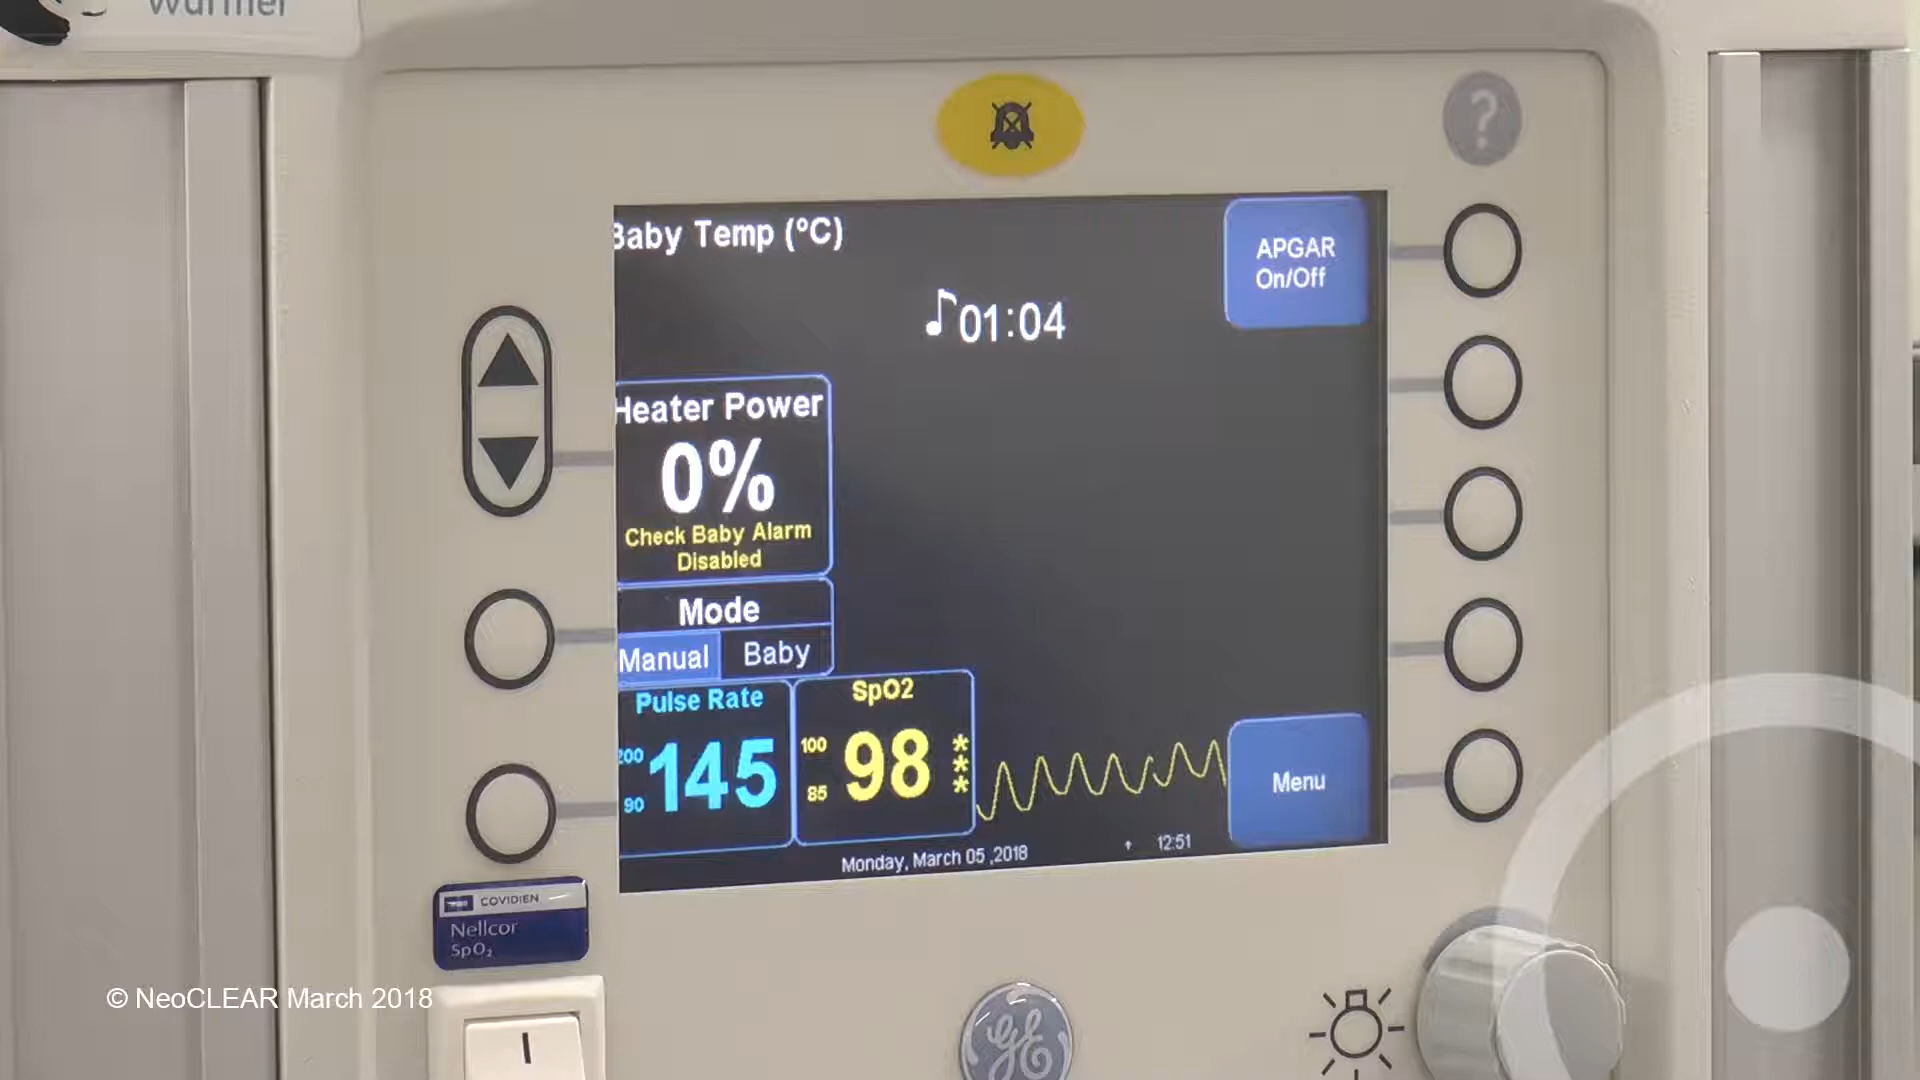 Warmer
?
Baby Temp (ºC)
APGAR
On/Off
01:04
Heater Power
0%
Check Baby Alarm
Disabled
Mode
Manual Baby
Pulse Rate
200
90
145
SpO2
100
85
98
***
Menu
Monday, March 05 ,2018
12:51
COVIDIEN
Nellcor
SpO₂
© NeoCLEAR March 2018
I
GE